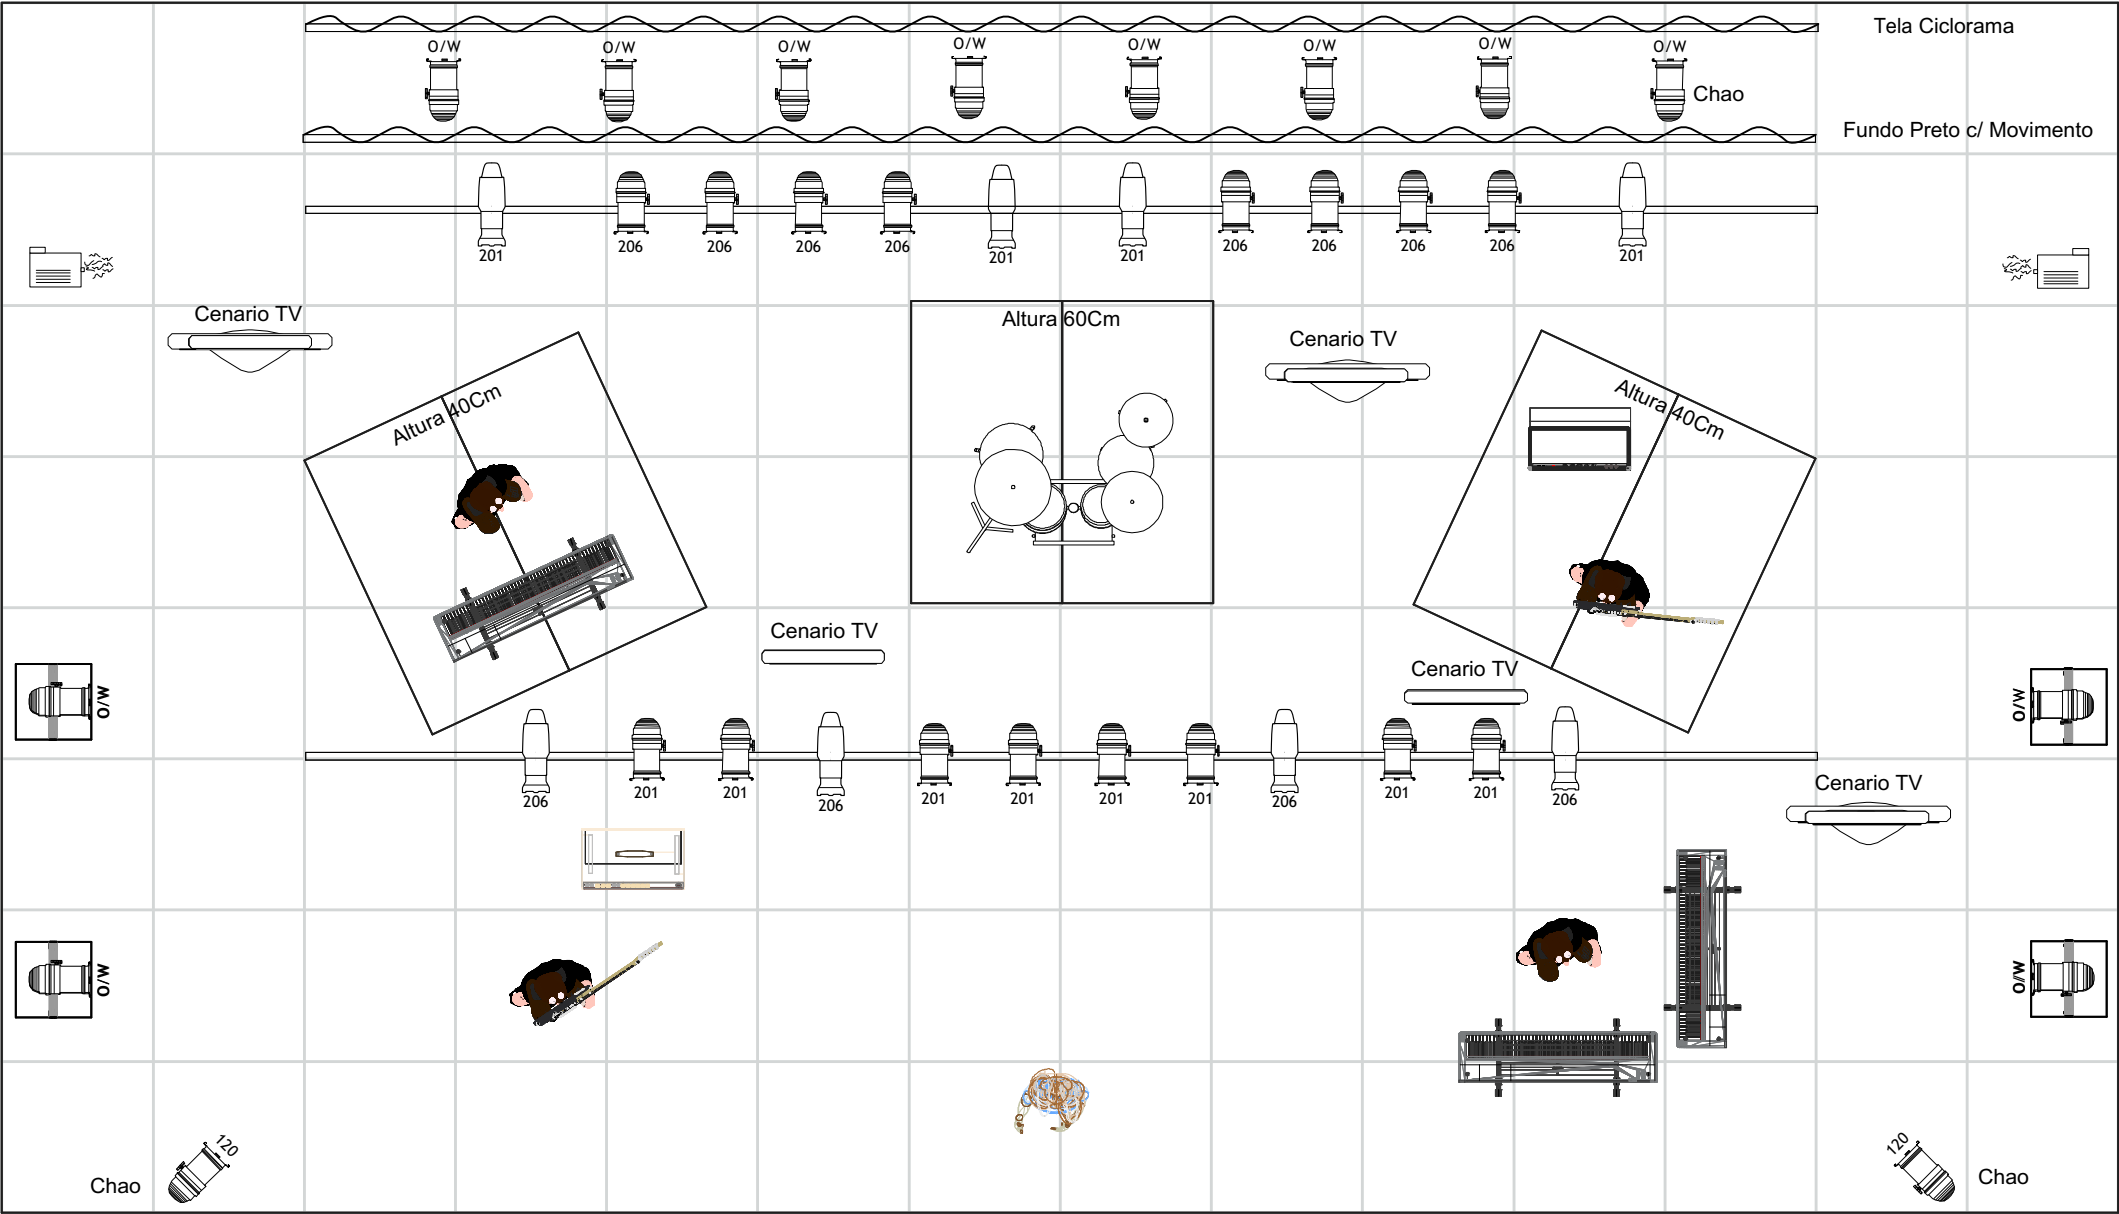 Tela Ciclorama
O/W O/W O/W O/W O/W O/W O/W O/W
Chao
Fundo Preto c/ Movimento
201 206 206 206 206 201 201 206 206 206 206 201
Cenario TV
Altura 60Cm
Cenario TV
Altura 40Cm
Altura 40Cm
Cenario TV
Cenario TV
O/W
O/W
206 201 201 206 201 201 201 201 206 201 201 206
Cenario TV
O/W
O/W
120
120
Chao
Chao